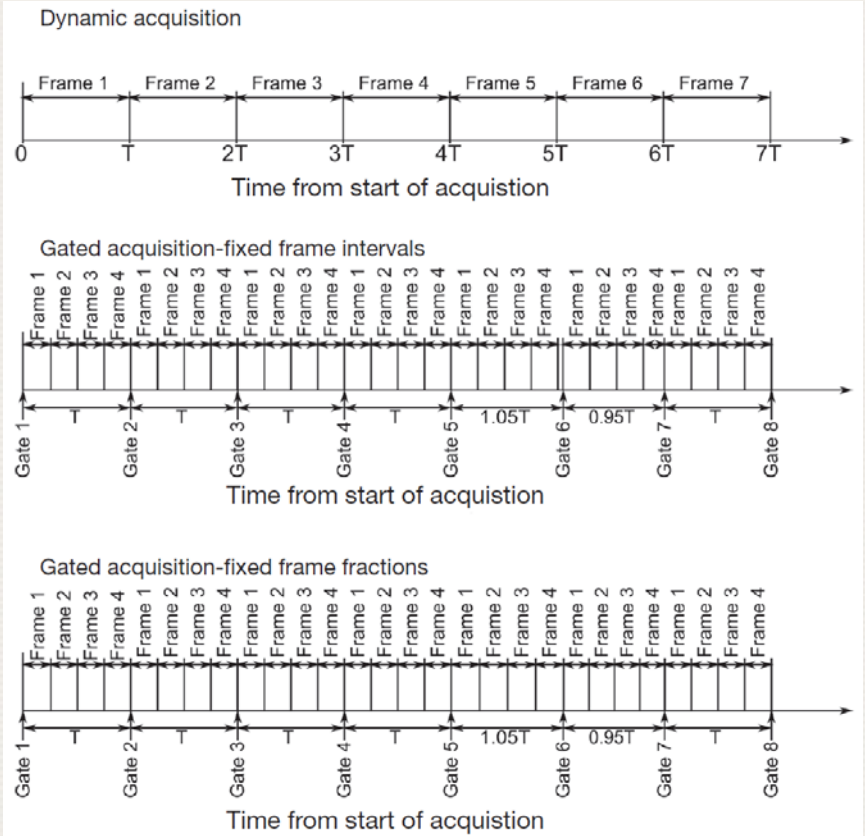 Dynamic acquisition
Frame 1 Frame 2 Frame 3 Frame 4 Frame 5 Frame 6 Frame 7
0 T 2T 3T 4T 5T 6T 7T
Time from start of acquistion
Gated acquisition-fixed frame intervals
Frame 1 Frame 2 Frame 3 Frame 4 Frame 1 Frame 2 Frame 3 Frame 4 Frame 1 Frame 2 Frame 3 Frame 4 Frame 1 Frame 2 Frame 3 Frame 4 Frame 1 Frame 2 Frame 3 Frame 4 Frame 1 Frame 2 Frame 3 Frame 4 Frame 1 Frame 2 Frame 3 Frame 4
T T T T 1.05T 0.95T T
Gate 1 Gate 2 Gate 3 Gate 4 Gate 5 Gate 6 Gate 7 Gate 8
Time from start of acquistion
Gated acquisition-fixed frame fractions
Frame 1 Frame 2 Frame 3 Frame 4 Frame 1 Frame 2 Frame 3 Frame 4 Frame 1 Frame 2 Frame 3 Frame 4 Frame 1 Frame 2 Frame 3 Frame 4 Frame 1 Frame 2 Frame 3 Frame 4 Frame 1 Frame 2 Frame 3 Frame 4 Frame 1 Frame 2 Frame 3 Frame 4
T T T T 1.05T 0.95T T
Gate 1 Gate 2 Gate 3 Gate 4 Gate 5 Gate 6 Gate 7 Gate 8
Time from start of acquistion